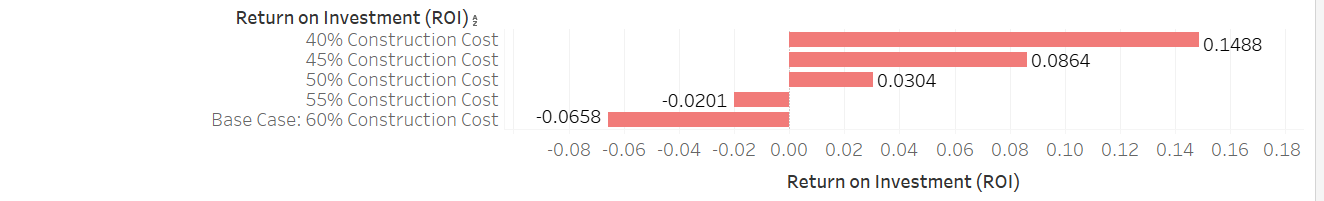 Return on Investment (ROI)
40% Construction Cost 0.1488
45% Construction Cost 0.0864
50% Construction Cost 0.0304
55% Construction Cost -0.0201
Base Case: 60% Construction Cost -0.0658
-0.08 -0.06 -0.04 -0.02 0.00 0.02 0.04 0.06 0.08 0.10 0.12 0.14 0.16 0.18
Return on Investment (ROI)